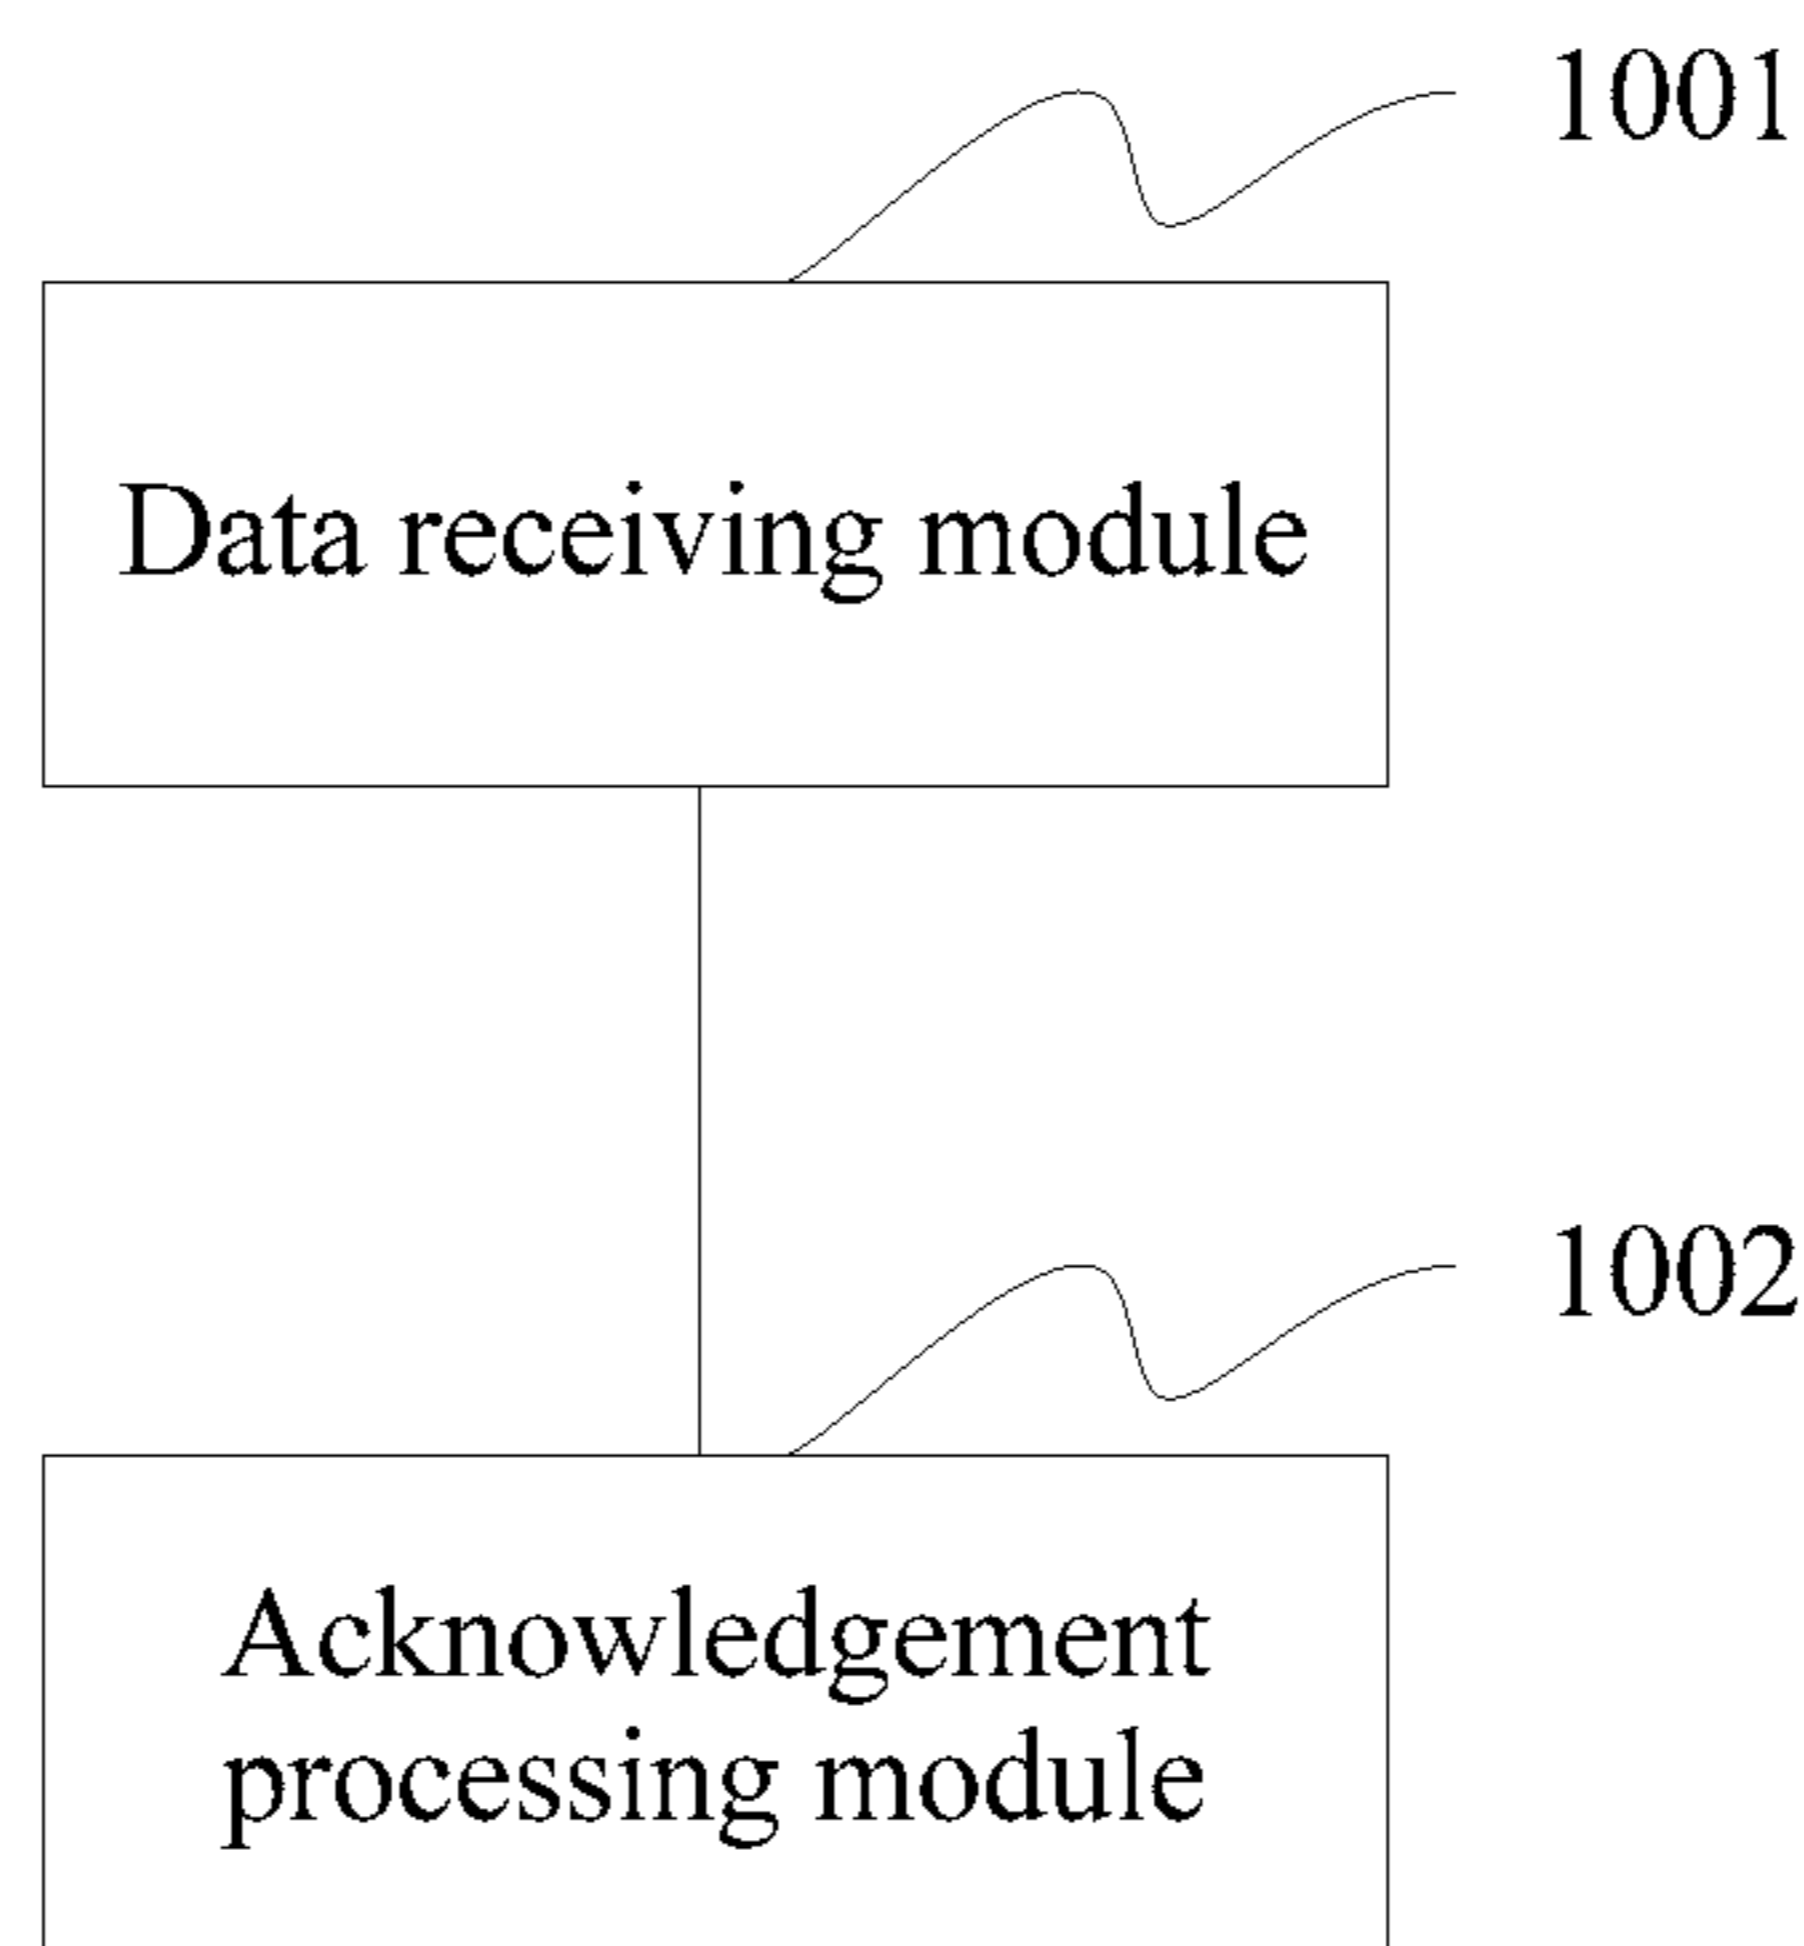 1001
Data receiving module
1002
Acknowledgement
processing module